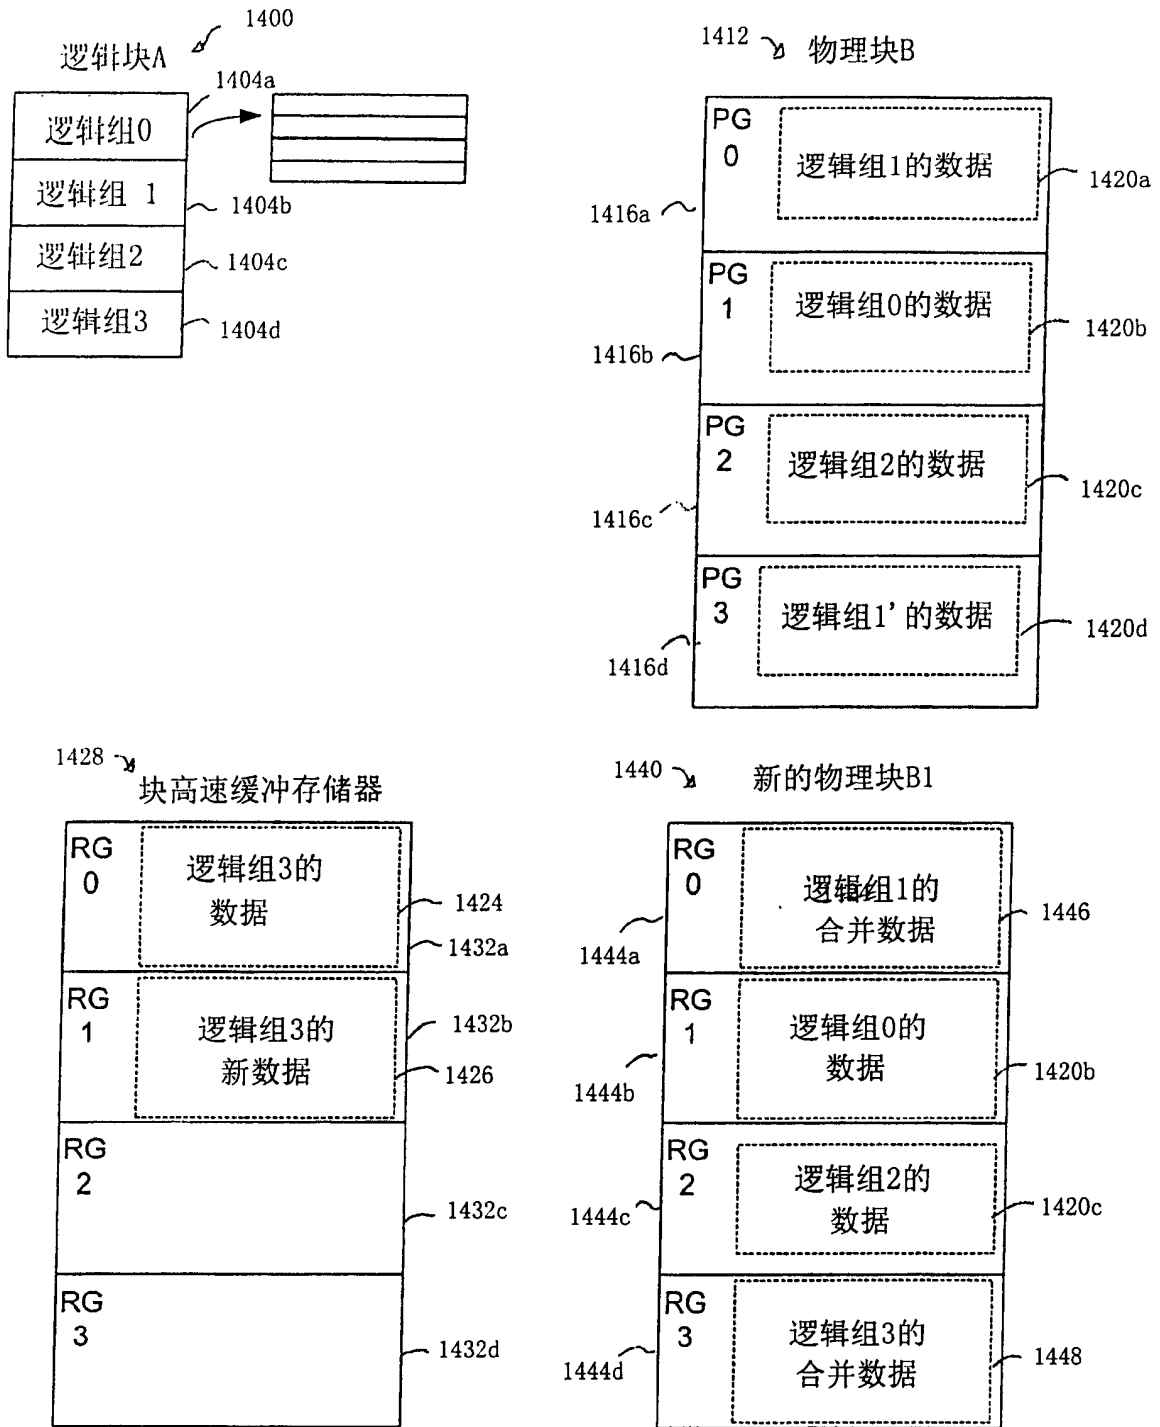 1400
逻辑块A
1404a
逻辑组0
逻辑组 1
1404b
逻辑组2
1404c
逻辑组3
1404d
1412
物理块B
PG
0
逻辑组1的数据
1420a
1416a
PG
1
逻辑组0的数据
1420b
1416b
PG
2
逻辑组2的数据
1420c
1416c
PG
3
逻辑组1'的数据
1420d
1416d
1428
块高速缓冲存储器
RG
0
逻辑组3的
数据
1424
1432a
RG
1
逻辑组3的
新数据
1432b
1426
RG
2
1432c
RG
3
1432d
1440
新的物理块B1
RG
0
逻辑组1的
合并数据
1446
1444a
RG
1
逻辑组0的
数据
1420b
1444b
RG
2
逻辑组2的
数据
1420c
1444c
RG
3
逻辑组3的
合并数据
1448
1444d